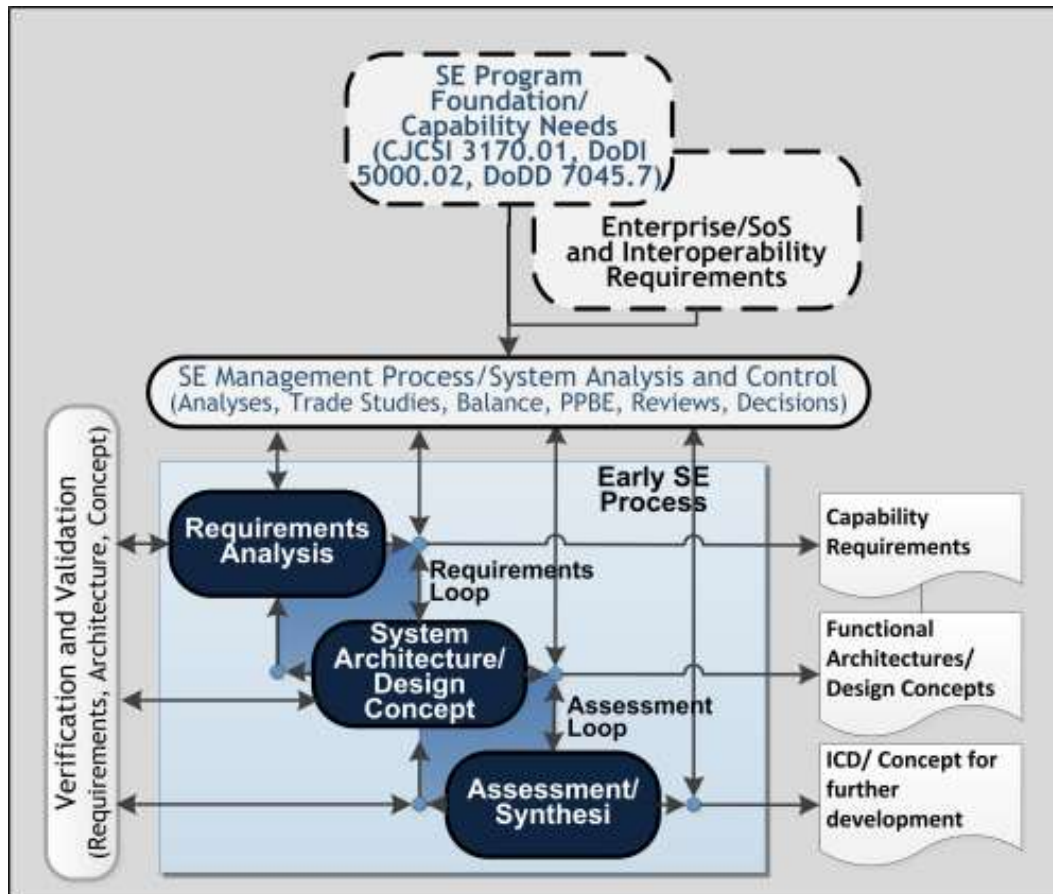 SE Program
Foundation/
Capability Needs
(CJCSI 3170.01, DoDI
5000.02, DoDD 7045.7)
Enterprise/SoS
and Interoperability
Requirements
SE Management Process/System Analysis and Control
(Analyses, Trade Studies, Balance, PPBE, Reviews, Decisions)
Verification and Validation
(Requirements, Architecture, Concept)
Early SE
Process
Requirements
Analysis
Requirements
Loop
System
Architecture/
Design
Concept
Assessment
Loop
Assessment/
Synthesi
Capability
Requirements
Functional
Architectures/
Design Concepts
ICD/ Concept for
further
development